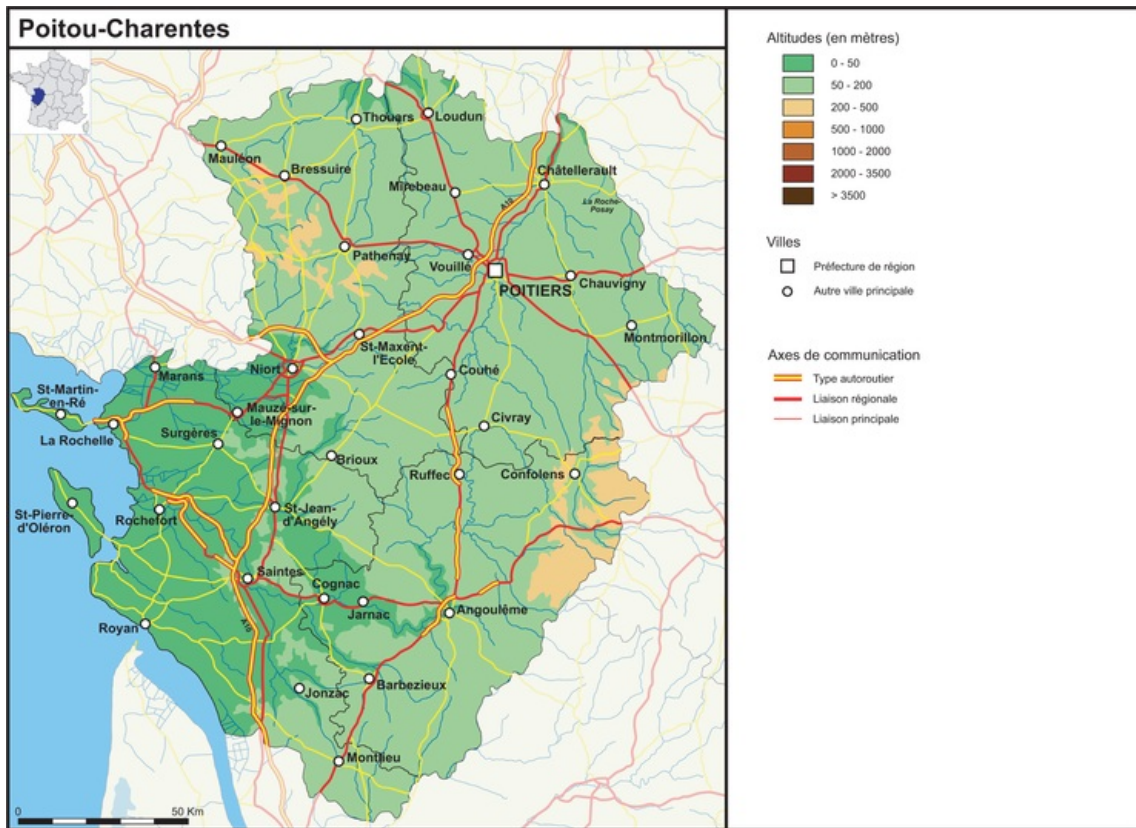 Poitou-Charentes
Thouars
Loudun
Mauléon
Bressuire
Châtellerault
Mirebeau
A10
La Roche-
Posay
Pathenay
Vouillé
POITIERS
Chauvigny
St-Maxent-
l'Ecole
Montmorillon
Marans
Niort
Couhé
St-Martin-
en-Ré
Mauzé-sur-
le-Mignon
La Rochelle
Surgères
Civray
Brioux
Ruffec
Confolens
St-Pierre-
d'Oléron
Rochefort
St-Jean-
d'Angély
Saintes
Cognac
Jarnac
Angoulême
Royan
A10
Jonzac
Barbezieux
Montlieu
0
50 Km
Altitudes (en mètres)
0 - 50
50 - 200
200 - 500
500 - 1000
1000 - 2000
2000 - 3500
> 3500
Villes
Préfecture de région
Autre ville principale
Axes de communication
Type autoroutier
Liaison régionale
Liaison principale